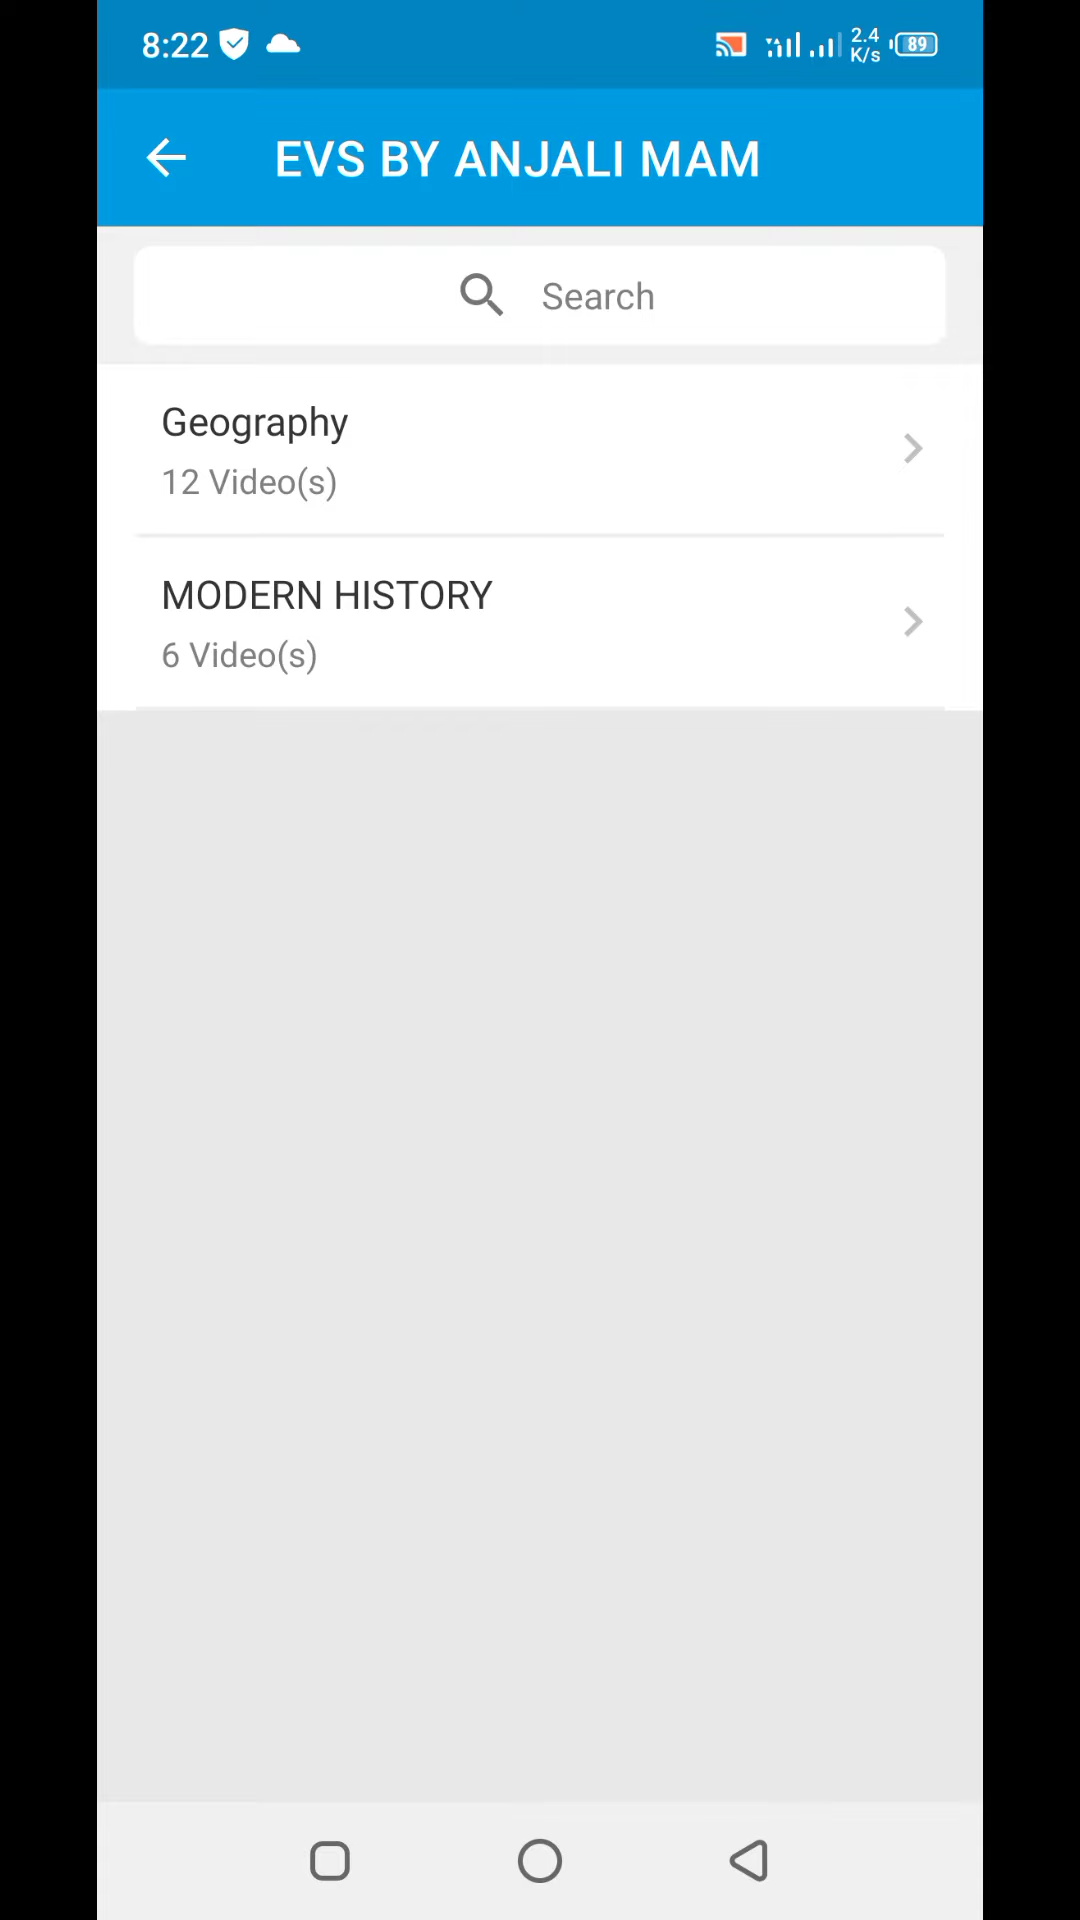 8:22
2.4
K/s
89
EVS BY ANJALI MAM
Search
Geography
12 Video(s)
MODERN HISTORY
6 Video(s)